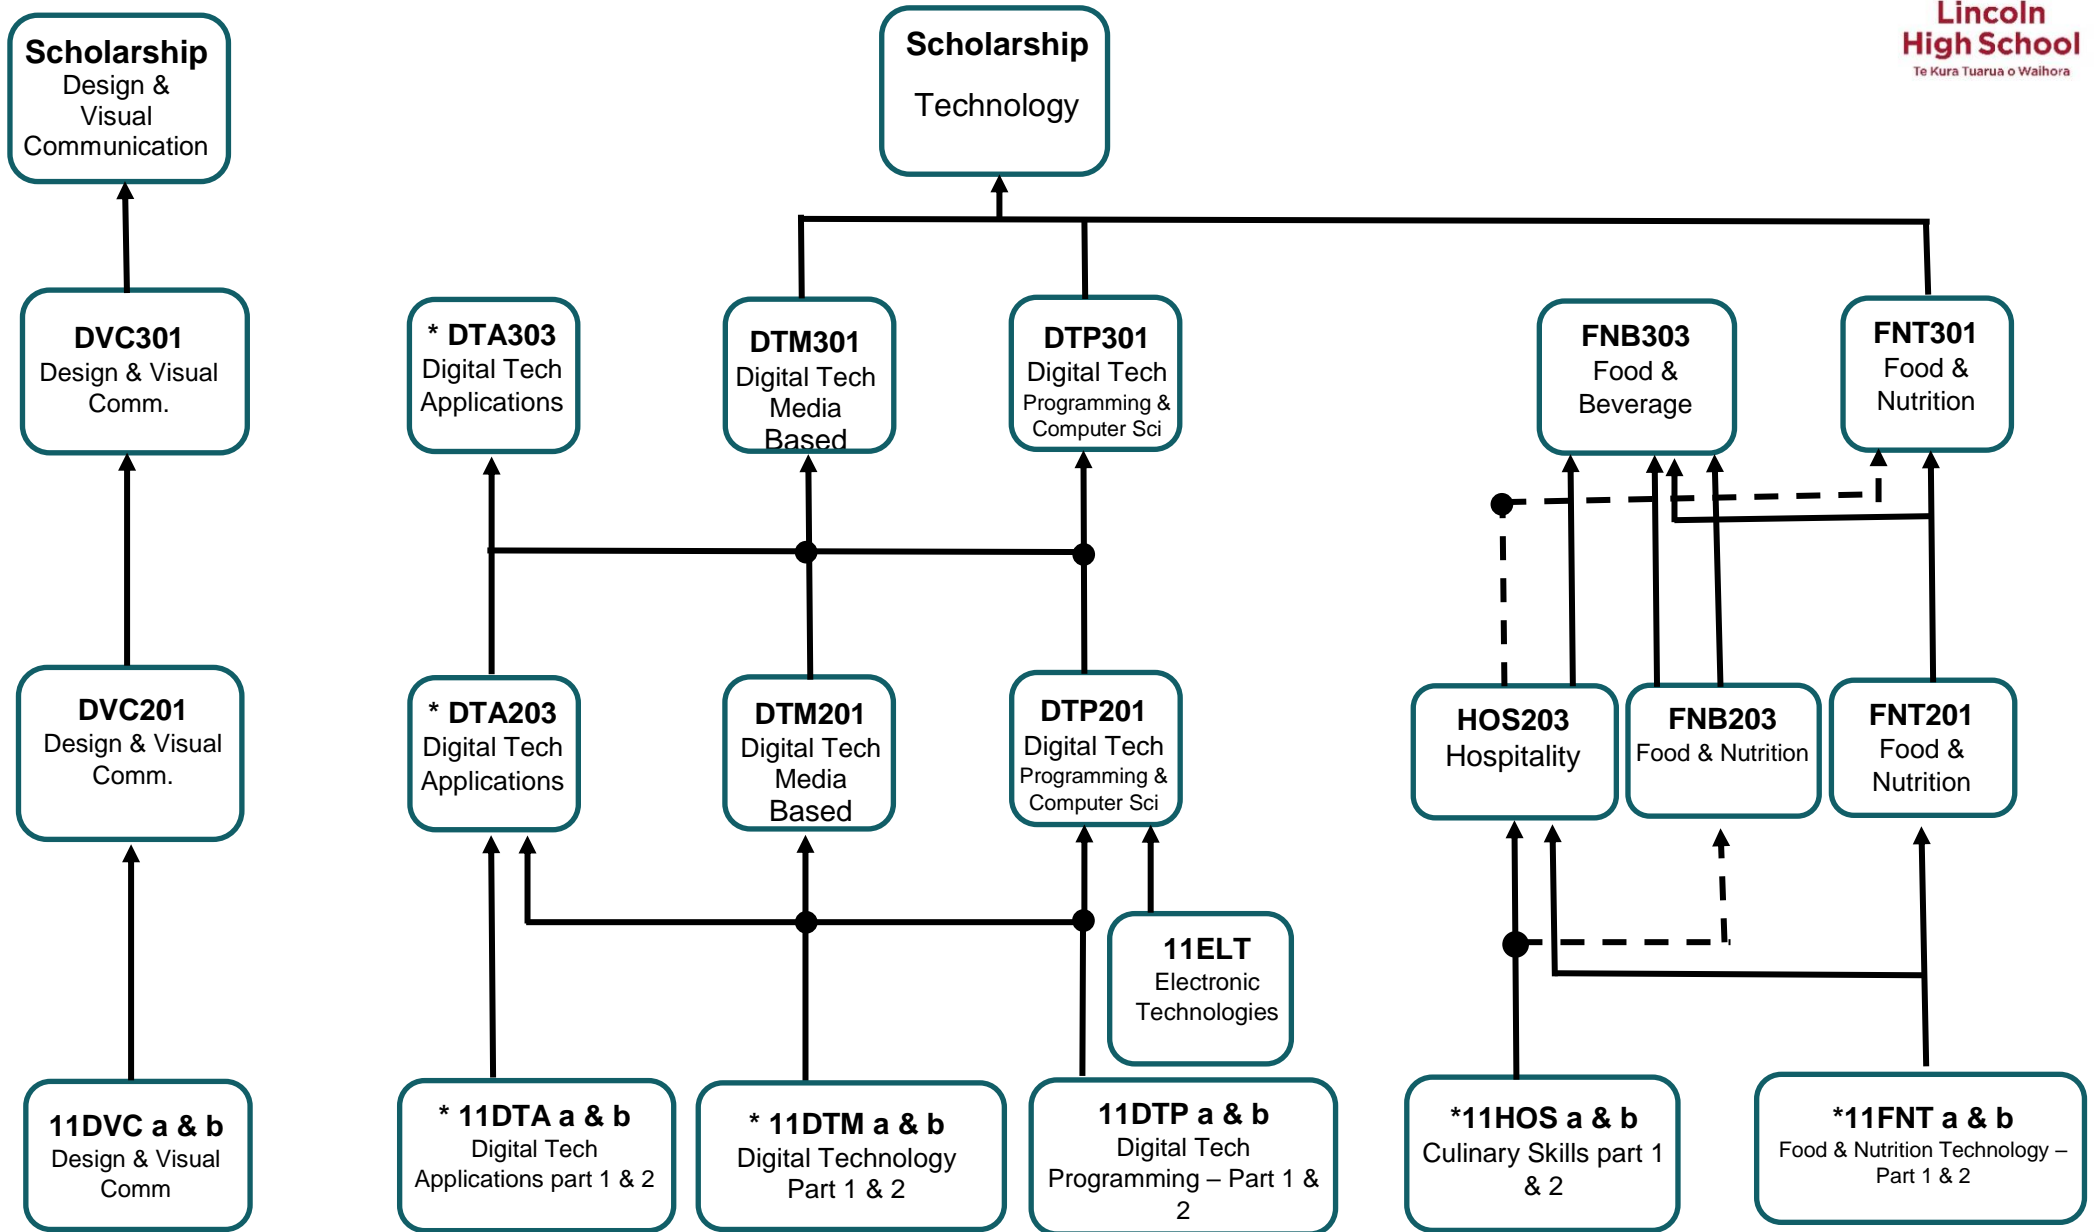 Lincoln
High School
Te Kura Tuarua o Waihora
Scholarship
Design &
Visual
Communication
Scholarship
Technology
DVC301
Design & Visual
Comm.
* DTA303
Digital Tech
Applications
DTM301
Digital Tech
Media
Based
DTP301
Digital Tech
Programming &
Computer Sci
FNB303
Food &
Beverage
FNT301
Food &
Nutrition
DVC201
Design & Visual
Comm.
* DTA203
Digital Tech
Applications
DTM201
Digital Tech
Media
Based
DTP201
Digital Tech
Programming &
Computer Sci
HOS203
Hospitality
FNB203
Food & Nutrition
FNT201
Food &
Nutrition
11ELT
Electronic
Technologies
11DVC a & b
Design & Visual
Comm
* 11DTA a & b
Digital Tech
Applications part 1 & 2
* 11DTM a & b
Digital Technology
Part 1 & 2
11DTP a & b
Digital Tech
Programming – Part 1 &
2
*11HOS a & b
Culinary Skills part 1
& 2
*11FNT a & b
Food & Nutrition Technology –
Part 1 & 2